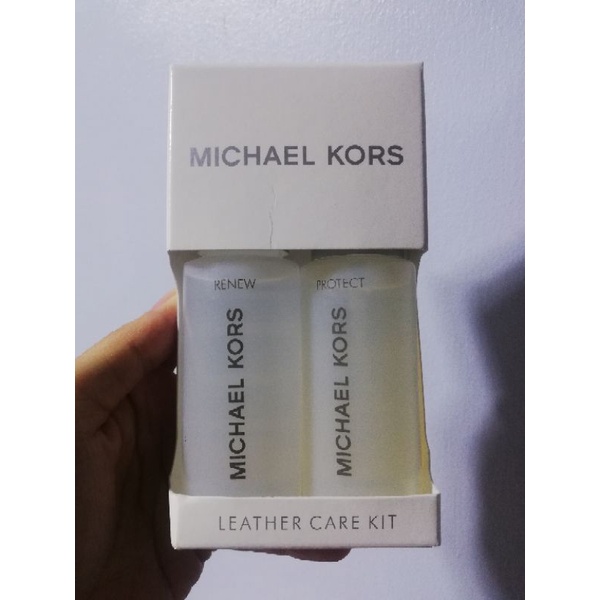 MICHAEL KORS
RENEW
MICHAEL KORS
PROTECT
MICHAEL KORS
LEATHER CARE KIT